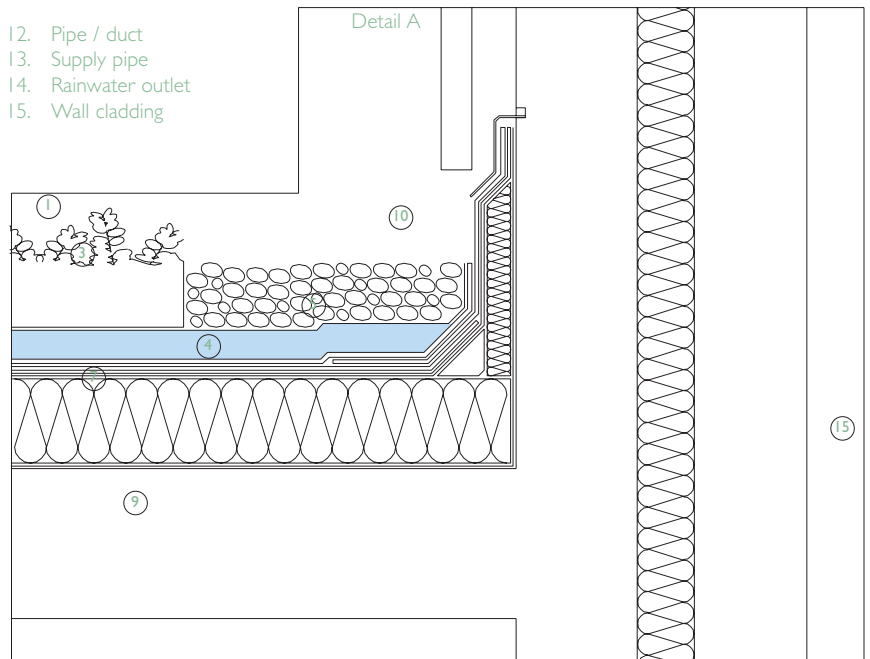 Detail A
12. Pipe / duct
13. Supply pipe
14. Rainwater outlet
15. Wall cladding
1
10
3
4
15
9